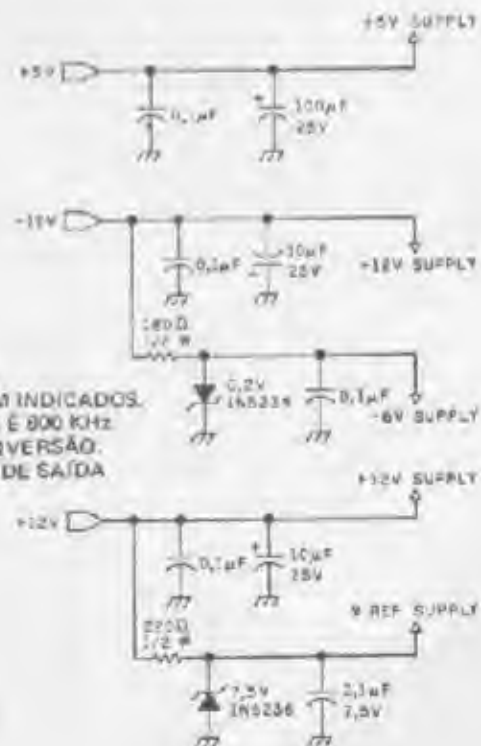 +5V SUPPLY
+5V
0,1µF
+ 100µF
25V
-12V
0,1µF
10µF
25V
+
+12V SUPPLY
180Ω
1/2 W
M INDICADOS.
É 800 KHz
VERSÃO.
DE SAÍDA
6,2V
1N5234
0,1µF
-6V SUPPLY
+12V SUPPLY
+12V
0,1µF
+ 10µF
25V
220Ω
1/2 W
REF SUPPLY
7,5V
1N5236
0,1µF
7,5V